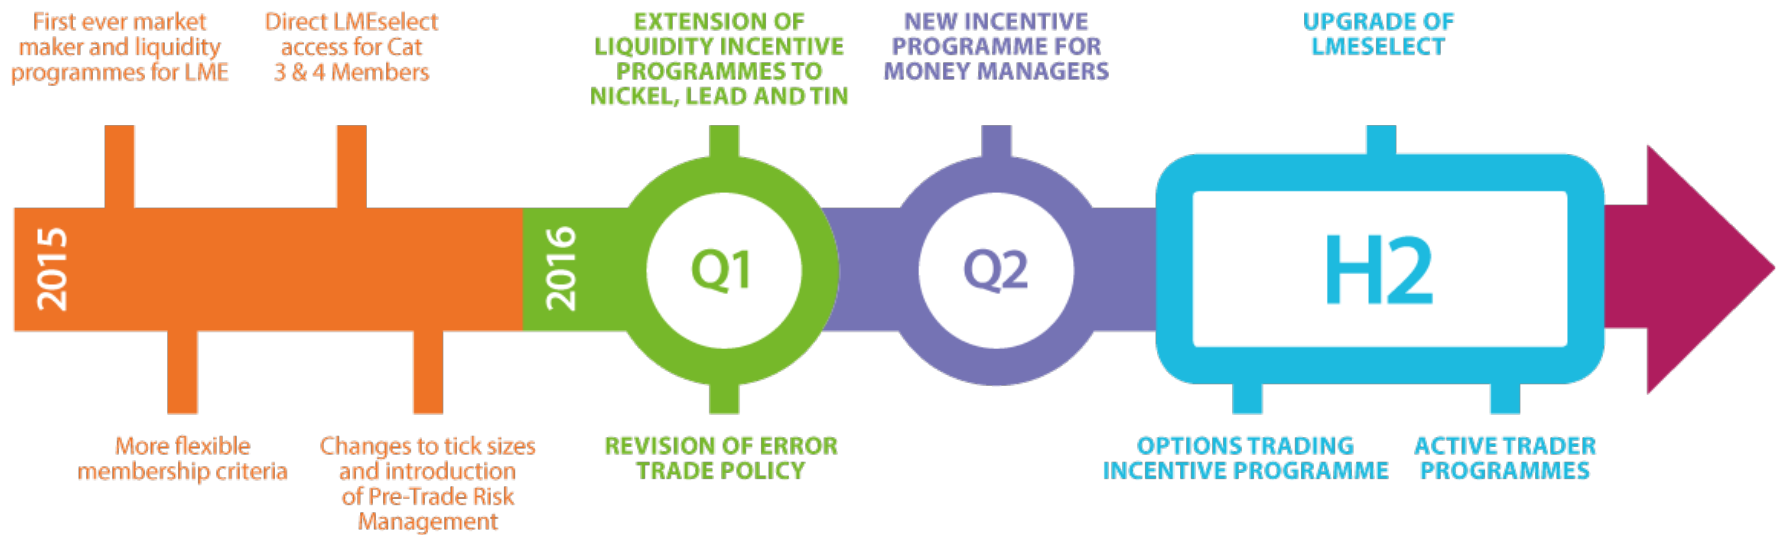 First ever market
maker and liquidity
programmes for LME
Direct LMEselect
access for Cat
3 & 4 Members
EXTENSION OF
LIQUIDITY INCENTIVE
PROGRAMMES TO
NICKEL, LEAD AND TIN
NEW INCENTIVE
PROGRAMME FOR
MONEY MANAGERS
UPGRADE OF
LMESELECT
2015
2016
Q1
Q2
H2
More flexible
membership criteria
Changes to tick sizes
and introduction
of Pre-Trade Risk
Management
REVISION OF ERROR
TRADE POLICY
OPTIONS TRADING
INCENTIVE PROGRAMME
ACTIVE TRADER
PROGRAMMES